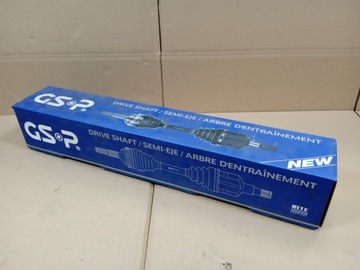 GSP
DRIVE SHAFT / SEMI-EJE / ARBRE D'ENTRAÎNEMENT
NEW
GSP
DRIVE SHAFT / SEMI-EJE / ARBRE D'ENTRAÎNEMENT